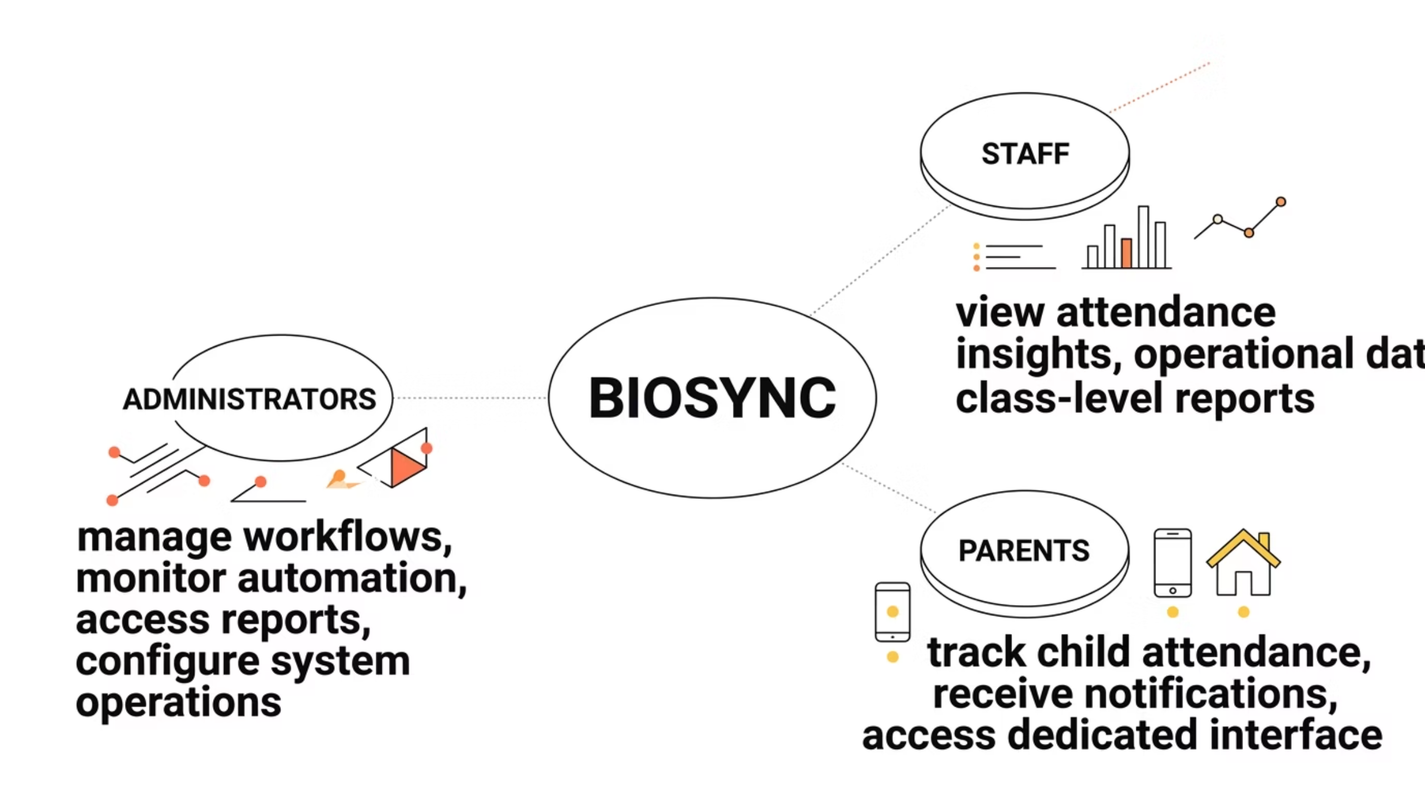 STAFF
view attendance
insights, operational dat
class-level reports
BIOSYNC
ADMINISTRATORS
manage workflows,
monitor automation,
access reports,
configure system
operations
PARENTS
track child attendance,
receive notifications,
access dedicated interface